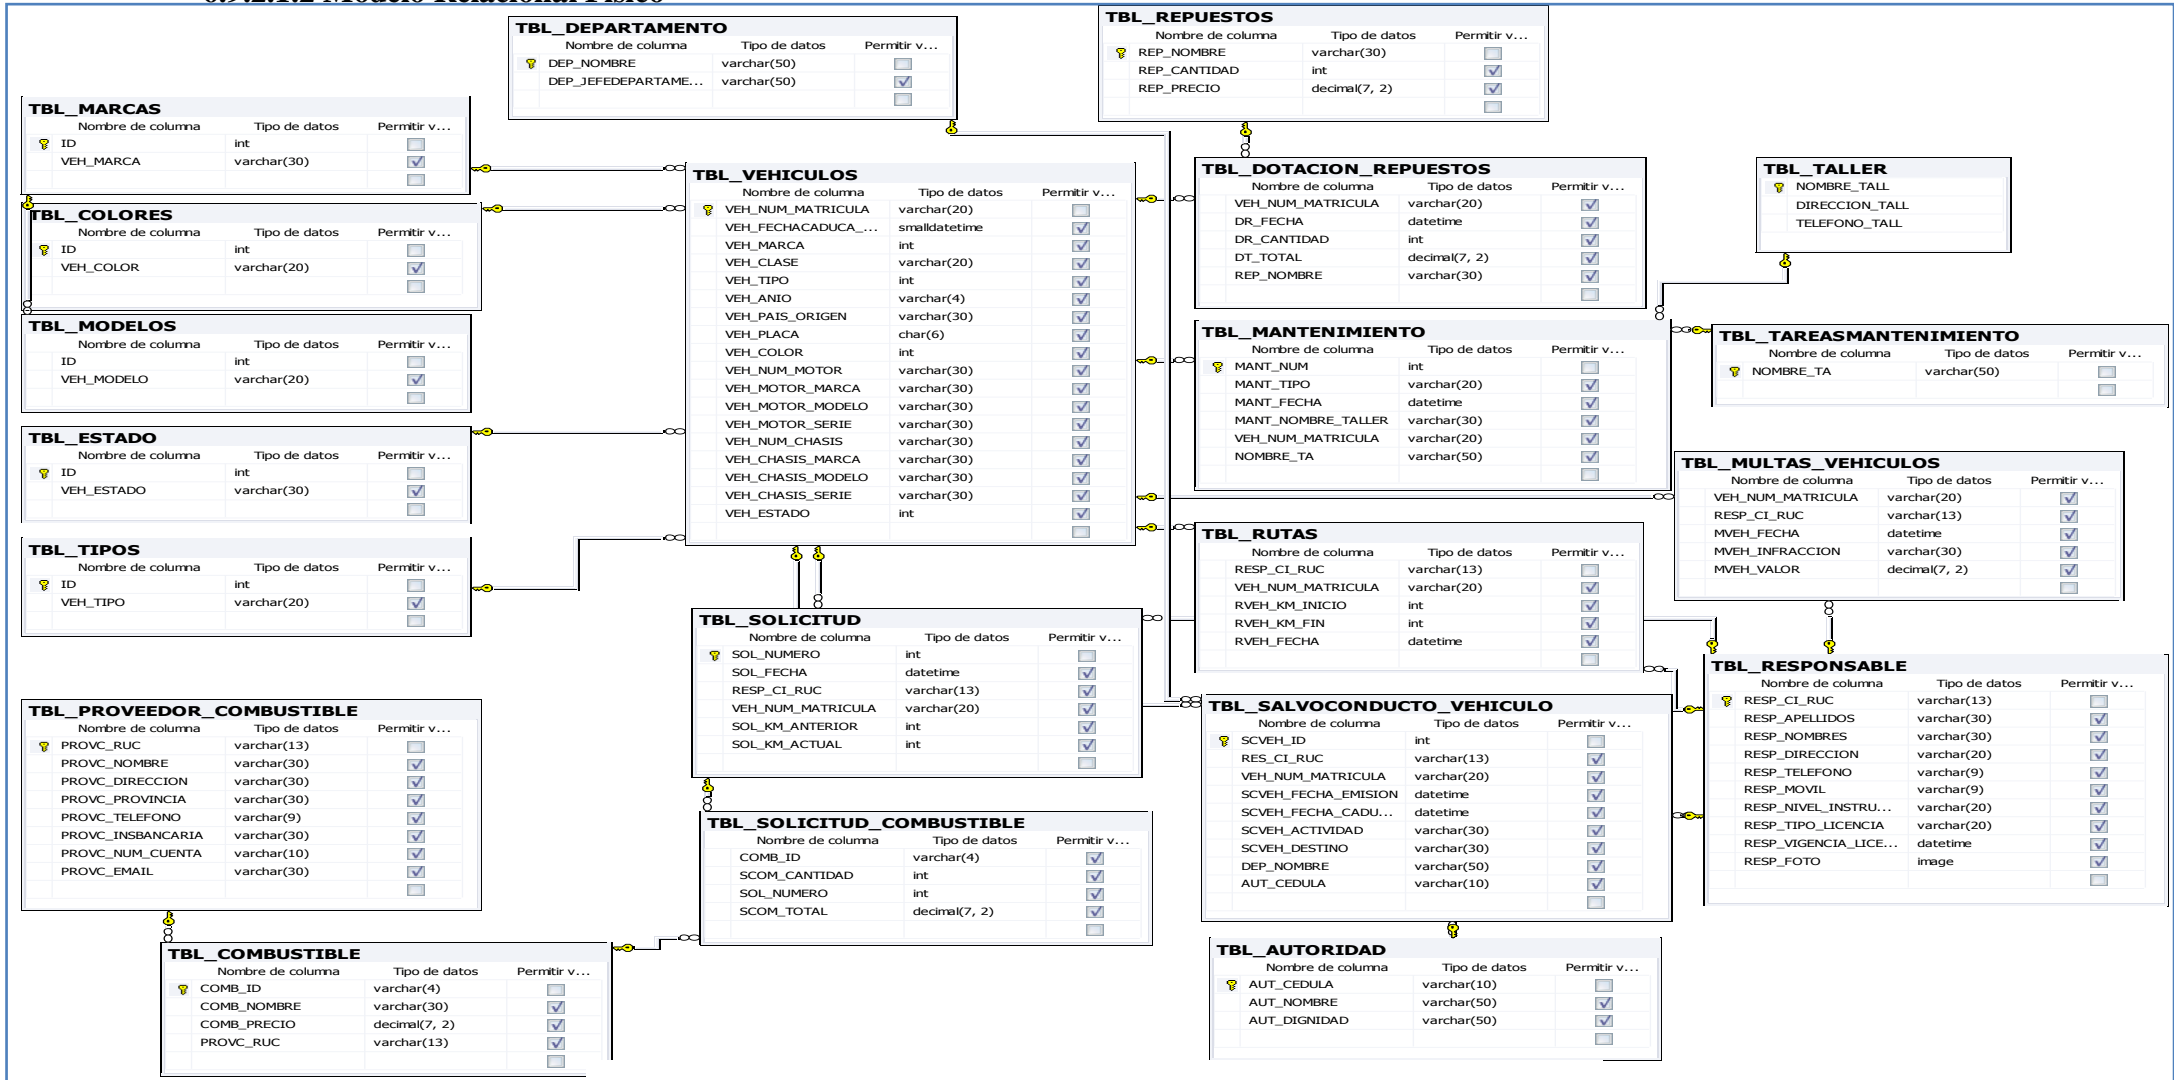 6.9.2.1.2 Modelo Relacional Físico
TBL_DEPARTAMENTO
Nombre de columna Tipo de datos Permitir v...
DEP_NOMBRE varchar(50)
DEP_JEFEDEPARTAME... varchar(50)
TBL_REPUESTOS
Nombre de columna Tipo de datos Permitir v...
REP_NOMBRE varchar(30)
REP_CANTIDAD int
REP_PRECIO decimal(7, 2)
TBL_MARCAS
Nombre de columna Tipo de datos Permitir v...
ID int
VEH_MARCA varchar(30)
TBL_COLORES
Nombre de columna Tipo de datos Permitir v...
ID int
VEH_COLOR varchar(20)
TBL_MODELOS
Nombre de columna Tipo de datos Permitir v...
ID int
VEH_MODELO varchar(20)
TBL_ESTADO
Nombre de columna Tipo de datos Permitir v...
ID int
VEH_ESTADO varchar(30)
TBL_TIPOS
Nombre de columna Tipo de datos Permitir v...
ID int
VEH_TIPO varchar(20)
TBL_VEHICULOS
Nombre de columna Tipo de datos Permitir v...
VEH_NUM_MATRICULA varchar(20)
VEH_FECHACADUCA_... smalldatetime
VEH_MARCA int
VEH_CLASE varchar(20)
VEH_TIPO int
VEH_ANIO varchar(4)
VEH_PAIS_ORIGEN varchar(30)
VEH_PLACA char(6)
VEH_COLOR int
VEH_NUM_MOTOR varchar(30)
VEH_MOTOR_MARCA varchar(30)
VEH_MOTOR_MODELO varchar(30)
VEH_MOTOR_SERIE varchar(30)
VEH_NUM_CHASIS varchar(30)
VEH_CHASIS_MARCA varchar(30)
VEH_CHASIS_MODELO varchar(30)
VEH_CHASIS_SERIE varchar(30)
VEH_ESTADO int
TBL_DOTACION_REPUESTOS
Nombre de columna Tipo de datos Permitir v...
VEH_NUM_MATRICULA varchar(20)
DR_FECHA datetime
DR_CANTIDAD int
DT_TOTAL decimal(7, 2)
REP_NOMBRE varchar(30)
TBL_TALLER
NOMBRE_TALL
DIRECCION_TALL
TELEFONO_TALL
TBL_MANTENIMIENTO
Nombre de columna Tipo de datos Permitir v...
MANT_NUM int
MANT_TIPO varchar(20)
MANT_FECHA datetime
MANT_NOMBRE_TALLER varchar(30)
VEH_NUM_MATRICULA varchar(20)
NOMBRE_TA varchar(50)
TBL_TAREASMANTENIMIENTO
Nombre de columna Tipo de datos Permitir v...
NOMBRE_TA varchar(50)
TBL_MULTAS_VEHICULOS
Nombre de columna Tipo de datos Permitir v...
VEH_NUM_MATRICULA varchar(20)
RESP_CI_RUC varchar(13)
MVEH_FECHA datetime
MVEH_INFRACCION varchar(30)
MVEH_VALOR decimal(7, 2)
TBL_RUTAS
Nombre de columna Tipo de datos Permitir v...
RESP_CI_RUC varchar(13)
VEH_NUM_MATRICULA varchar(20)
RVEH_KM_INICIO int
RVEH_KM_FIN int
RVEH_FECHA datetime
TBL_SOLICITUD
Nombre de columna Tipo de datos Permitir v...
SOL_NUMERO int
SOL_FECHA datetime
RESP_CI_RUC varchar(13)
VEH_NUM_MATRICULA varchar(20)
SOL_KM_ANTERIOR int
SOL_KM_ACTUAL int
TBL_RESPONSABLE
Nombre de columna Tipo de datos Permitir v...
RESP_CI_RUC varchar(13)
RESP_APELLIDOS varchar(30)
RESP_NOMBRES varchar(30)
RESP_DIRECCION varchar(20)
RESP_TELEFONO varchar(9)
RESP_MOVIL varchar(9)
RESP_NIVEL_INSTRU... varchar(20)
RESP_TIPO_LICENCIA varchar(20)
RESP_VIGENCIA_LICE... datetime
RESP_FOTO image
TBL_SALVOCONDUCTO_VEHICULO
Nombre de columna Tipo de datos Permitir v...
SCVEH_ID int
RES_CI_RUC varchar(13)
VEH_NUM_MATRICULA varchar(20)
SCVEH_FECHA_EMISION datetime
SCVEH_FECHA_CADU... datetime
SCVEH_ACTIVIDAD varchar(30)
SCVEH_DESTINO varchar(30)
DEP_NOMBRE varchar(50)
AUT_CEDULA varchar(10)
TBL_PROVEEDOR_COMBUSTIBLE
Nombre de columna Tipo de datos Permitir v...
PROVC_RUC varchar(13)
PROVC_NOMBRE varchar(30)
PROVC_DIRECCION varchar(30)
PROVC_PROVINCIA varchar(30)
PROVC_TELEFONO varchar(9)
PROVC_INSBANCARIA varchar(30)
PROVC_NUM_CUENTA varchar(10)
PROVC_EMAIL varchar(30)
TBL_SOLICITUD_COMBUSTIBLE
Nombre de columna Tipo de datos Permitir v...
COMB_ID varchar(4)
SCOM_CANTIDAD int
SOL_NUMERO int
SCOM_TOTAL decimal(7, 2)
TBL_COMBUSTIBLE
Nombre de columna Tipo de datos Permitir v...
COMB_ID varchar(4)
COMB_NOMBRE varchar(30)
COMB_PRECIO decimal(7, 2)
PROVC_RUC varchar(13)
TBL_AUTORIDAD
Nombre de columna Tipo de datos Permitir v...
AUT_CEDULA varchar(10)
AUT_NOMBRE varchar(50)
AUT_DIGNIDAD varchar(50)